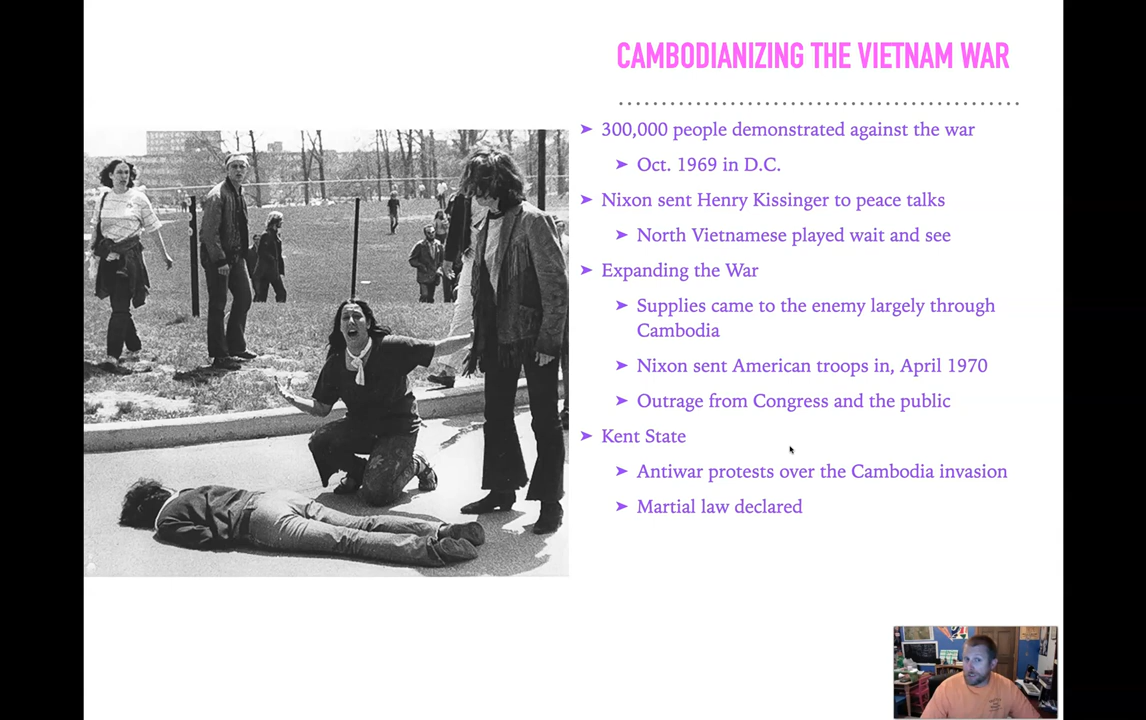 CAMBODIANIZING THE VIETNAM WAR
300,000 people demonstrated against the war
Oct. 1969 in D.C.
Nixon sent Henry Kissinger to peace talks
North Vietnamese played wait and see
Expanding the War
Supplies came to the enemy largely through
Cambodia
Nixon sent American troops in, April 1970
Outrage from Congress and the public
Kent State
Antiwar protests over the Cambodia invasion
Martial law declared